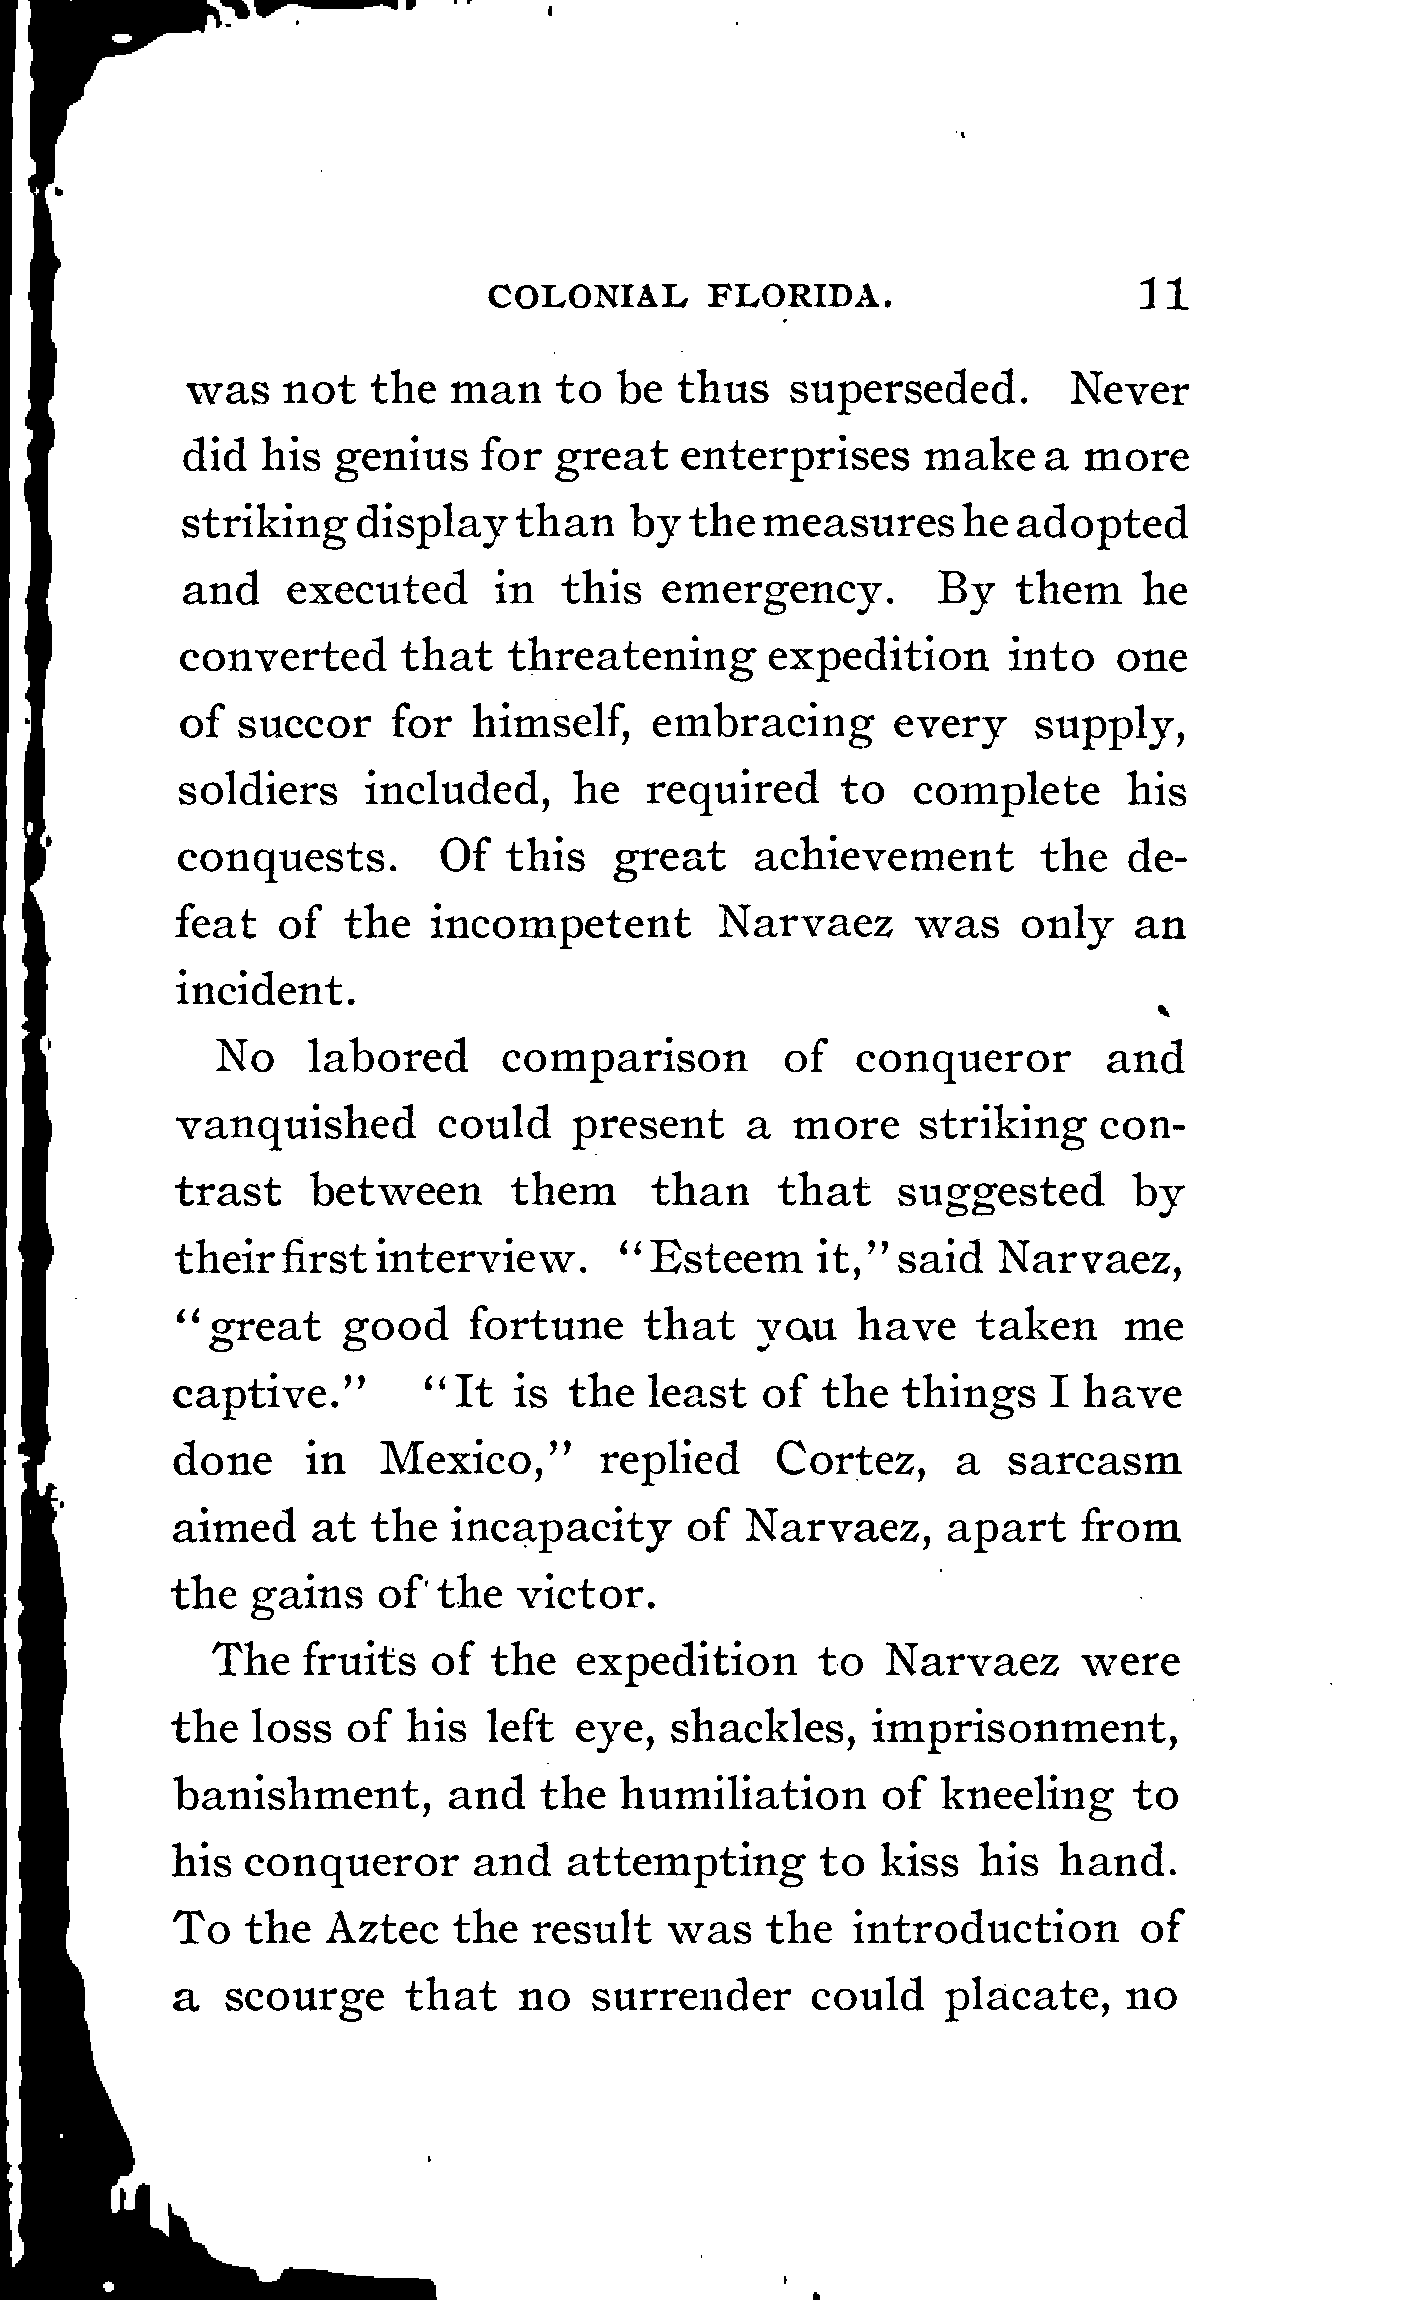 COLONIAL FLORIDA. 11
was not the man to be thus superseded. Never
did his genius for great enterprises make a more
striking display than by the measures he adopted
and executed in this emergency. By them he
converted that threatening expedition into one
of succor for himself, embracing every supply,
soldiers included, he required to complete his
conquests. Of this great achievement the de-
feat of the incompetent Narvaez was only an
incident.
No labored comparison of conqueror and
vanquished could present a more striking con-
trast between them than that suggested by
their first interview. "Esteem it," said Narvaez,
"great good fortune that you have taken me
captive." "It is the least of the things I have
done in Mexico," replied Cortez, a sarcasm
aimed at the incapacity of Narvaez, apart from
the gains of the victor.
The fruits of the expedition to Narvaez were
the loss of his left eye, shackles, imprisonment,
banishment, and the humiliation of kneeling to
his conqueror and attempting to kiss his hand.
To the Aztec the result was the introduction of
a scourge that no surrender could placate, no